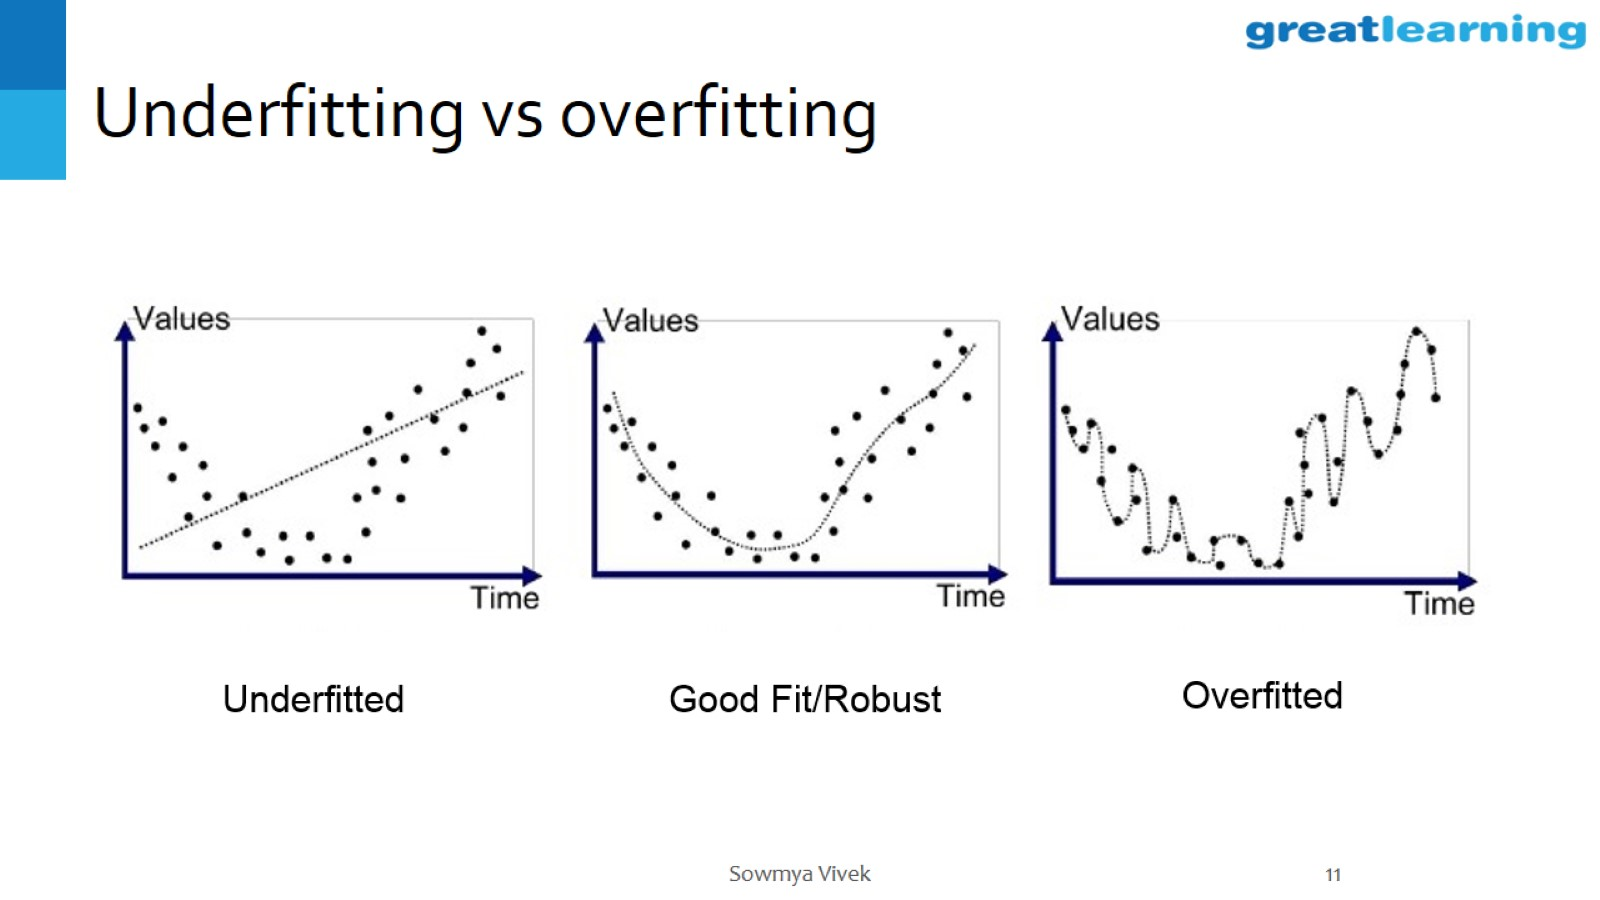 greatlearning
Underfitting vs overfitting
Values
Time
Values
Time
Values
Time
Underfitted
Good Fit/Robust
Overfitted
Sowmya Vivek
11